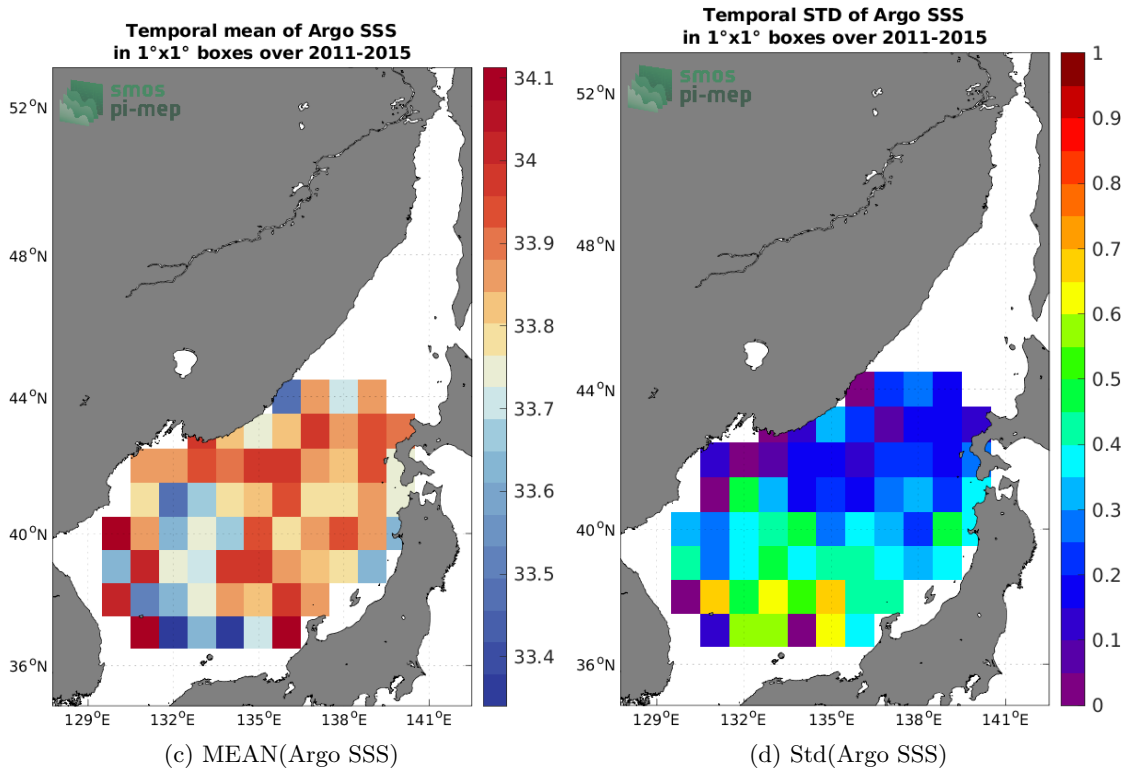 Temporal mean of Argo SSS
in 1°x1° boxes over 2011-2015
smos
pi-mep
52°N
48°N
44°N
40°N
36°N
129°E
132°E
135°E
138°E
141°E
34.1
34
33.9
33.8
33.7
33.6
33.5
33.4
(c) MEAN(Argo SSS)
Temporal STD of Argo SSS
in 1°x1° boxes over 2011-2015
smos
pi-mep
52°N
48°N
44°N
40°N
36°N
129°E
132°E
135°E
138°E
141°E
1
0.9
0.8
0.7
0.6
0.5
0.4
0.3
0.2
0.1
0
(d) Std(Argo SSS)